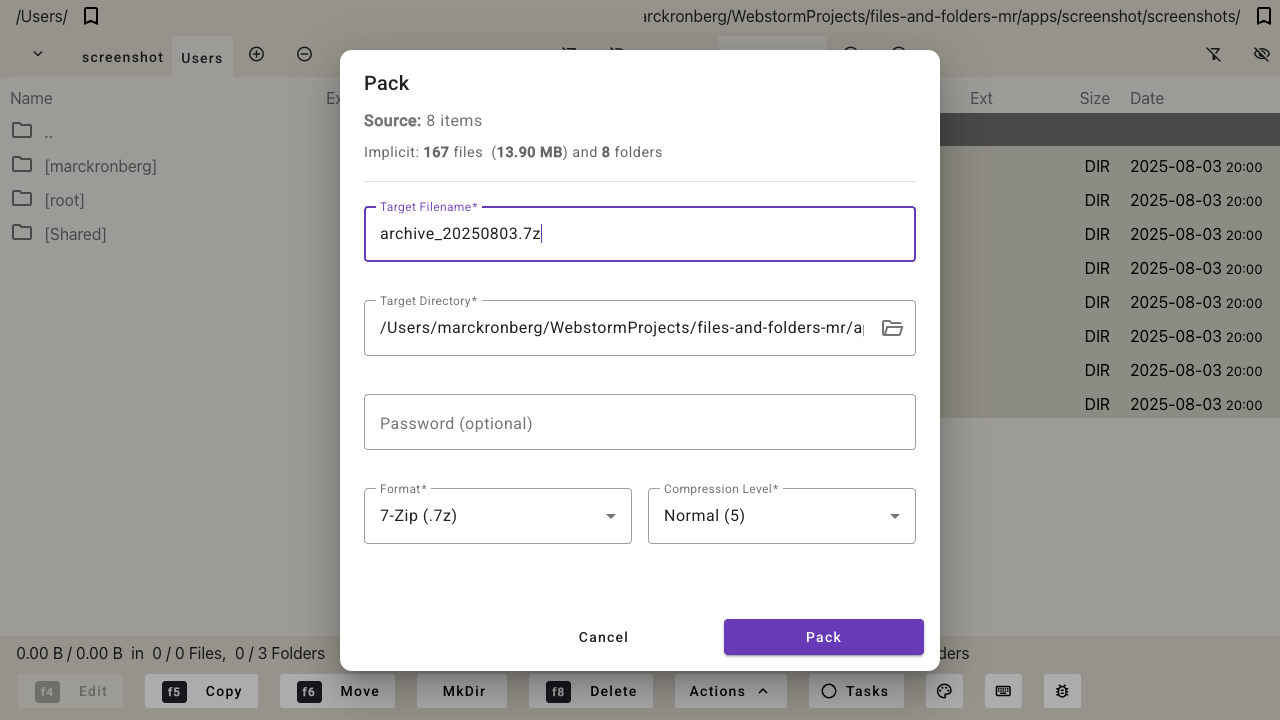 /Users/
rckronberg/WebstormProjects/files-and-folders-mr/apps/screenshot/screenshots/
screenshot
Users
Name
Ext
Size
Date
..
[marckronberg]
[root]
[Shared]
DIR 2025-08-03 20:00
DIR 2025-08-03 20:00
DIR 2025-08-03 20:00
DIR 2025-08-03 20:00
DIR 2025-08-03 20:00
DIR 2025-08-03 20:00
DIR 2025-08-03 20:00
DIR 2025-08-03 20:00
Pack
Source: 8 items
Implicit: 167 files (13.90 MB) and 8 folders
Target Filename*
archive_20250803.7z
Target Directory*
/Users/marckronberg/WebstormProjects/files-and-folders-mr/a
Password (optional)
Format*
7-Zip (.7z)
Compression Level*
Normal (5)
Cancel
Pack
0.00 B / 0.00 B in 0 / 0 Files, 0 / 3 Folders
f4 Edit
f5 Copy
f6 Move
MkDir
f8 Delete
Actions
Tasks